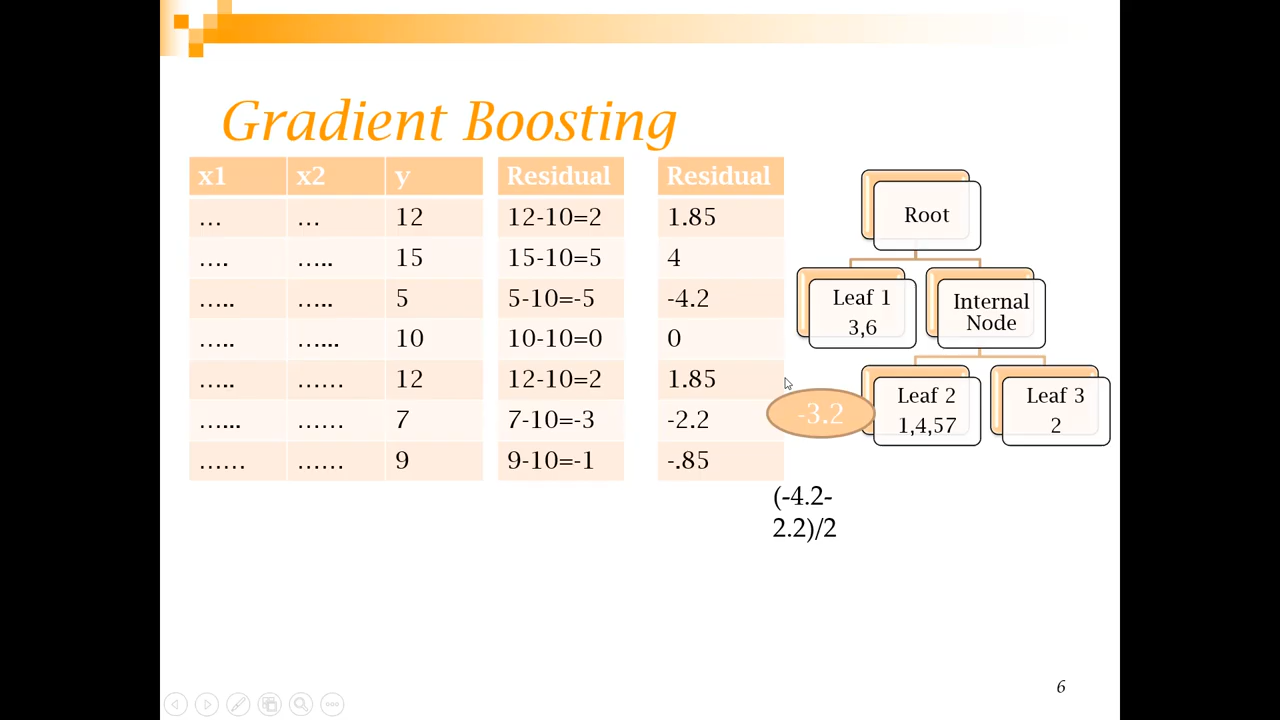 Gradient Boosting
x1 x2 y Residual Residual
... ... 12 12-10=2 1.85
.... ..... 15 15-10=5 4
..... ..... 5 5-10=-5 -4.2
..... ...... 10 10-10=0 0
..... ...... 12 12-10=2 1.85
...... ...... 7 7-10=-3 -2.2
...... ...... 9 9-10=-1 -.85
Root
Leaf 1
3,6
Internal
Node
Leaf 2
1,4,57
Leaf 3
2
-3.2
(-4.2-
2.2)/2
6